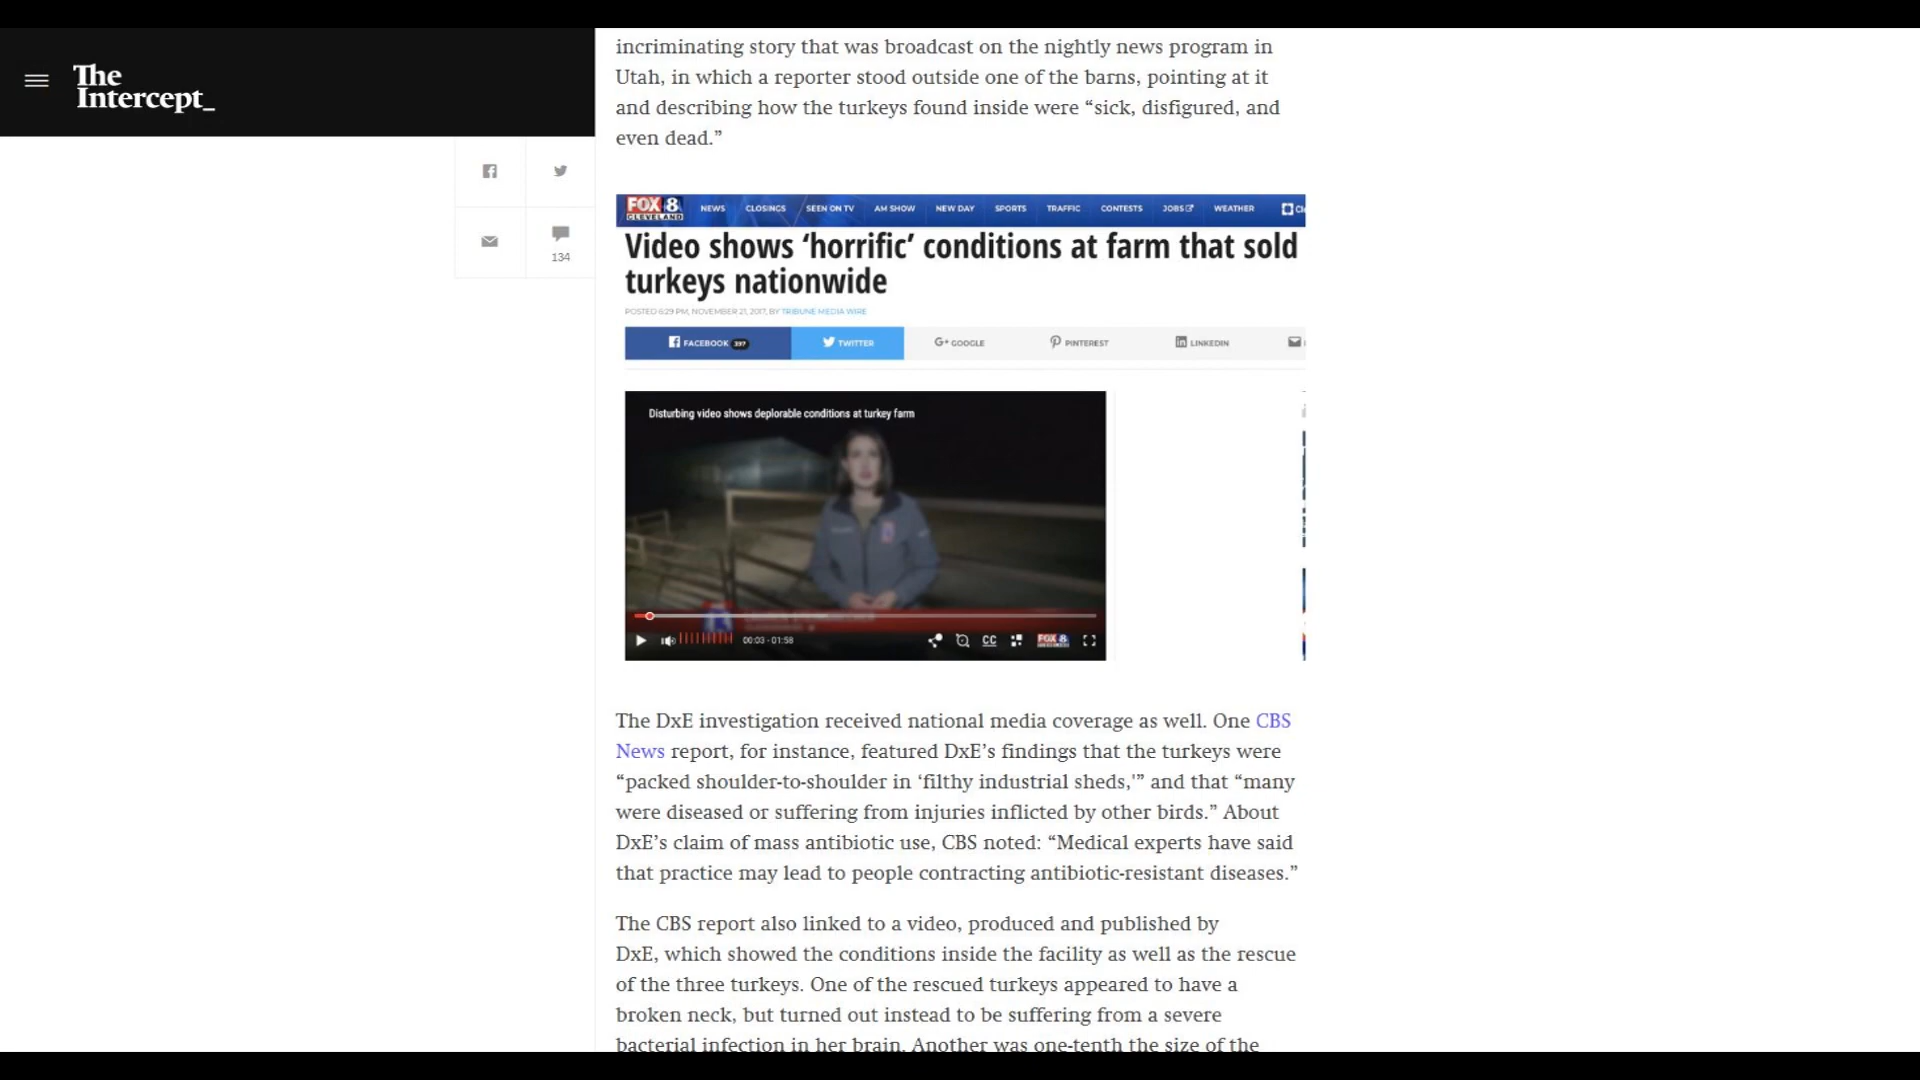 The
Intercept_
134
incriminating story that was broadcast on the nightly news program in
Utah, in which a reporter stood outside one of the barns, pointing at it
and describing how the turkeys found inside were “sick, disfigured, and
even dead.”
FOX 8 CLEVELAND NEWS CLOSINGS SEEN ON TV AM SHOW NEW DAY SPORTS TRAFFIC CONTESTS JOBS WEATHER
Video shows ‘horrific’ conditions at farm that sold
turkeys nationwide
POSTED 6:29 PM, NOVEMBER 21, 2017, BY TRIBUNE MEDIA WIRE
FACEBOOK 397 TWITTER G+ GOOGLE PINTEREST LINKEDIN
Disturbing video shows deplorable conditions at turkey farm
00:03 - 01:58 CC FOX 8
The DxE investigation received national media coverage as well. One CBS
News report, for instance, featured DxE’s findings that the turkeys were
“packed shoulder-to-shoulder in ‘filthy industrial sheds,'” and that “many
were diseased or suffering from injuries inflicted by other birds.” About
DxE’s claim of mass antibiotic use, CBS noted: “Medical experts have said
that practice may lead to people contracting antibiotic-resistant diseases.”
The CBS report also linked to a video, produced and published by
DxE, which showed the conditions inside the facility as well as the rescue
of the three turkeys. One of the rescued turkeys appeared to have a
broken neck, but turned out instead to be suffering from a severe
bacterial infection in her brain. Another was one-tenth the size of the